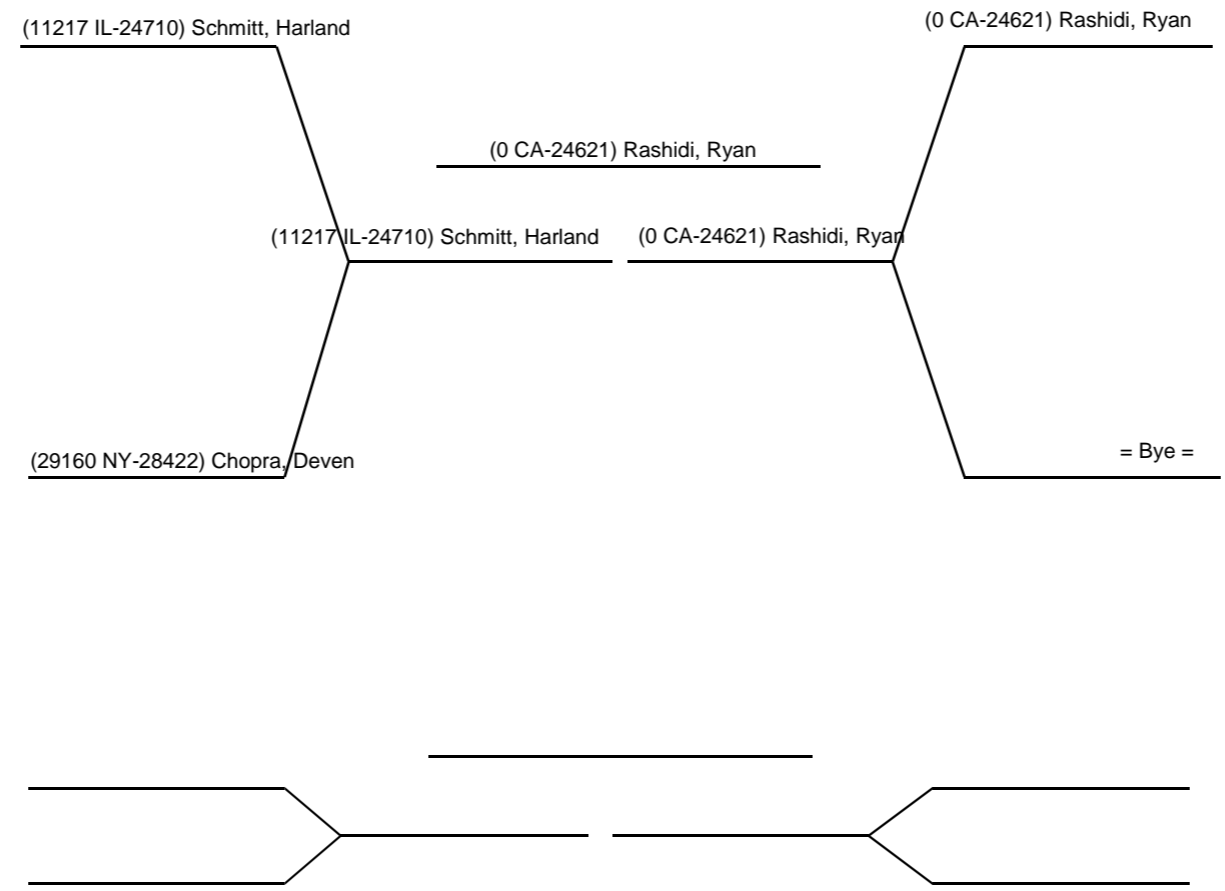 (11217 IL-24710) Schmitt, Harland
(0 CA-24621) Rashidi, Ryan
(0 CA-24621) Rashidi, Ryan
(11217 IL-24710) Schmitt, Harland
(0 CA-24621) Rashidi, Ryan
(29160 NY-28422) Chopra, Deven
= Bye =